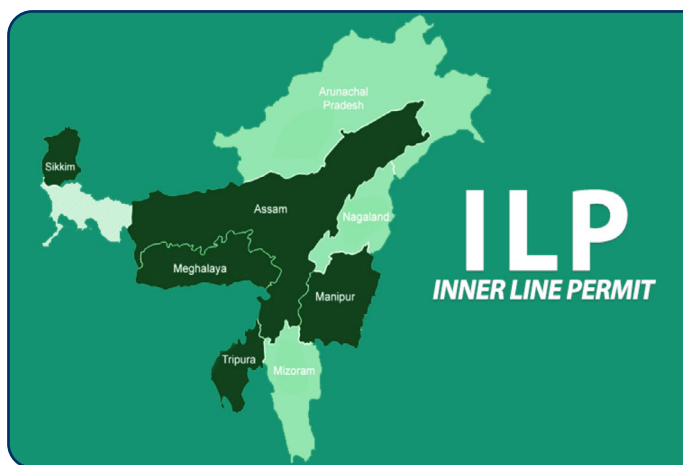 Arunachal
Pradesh
Sikkim
Assam
Nagaland
Meghalaya
Manipur
Tripura
Mizoram
ILP
INNER LINE PERMIT